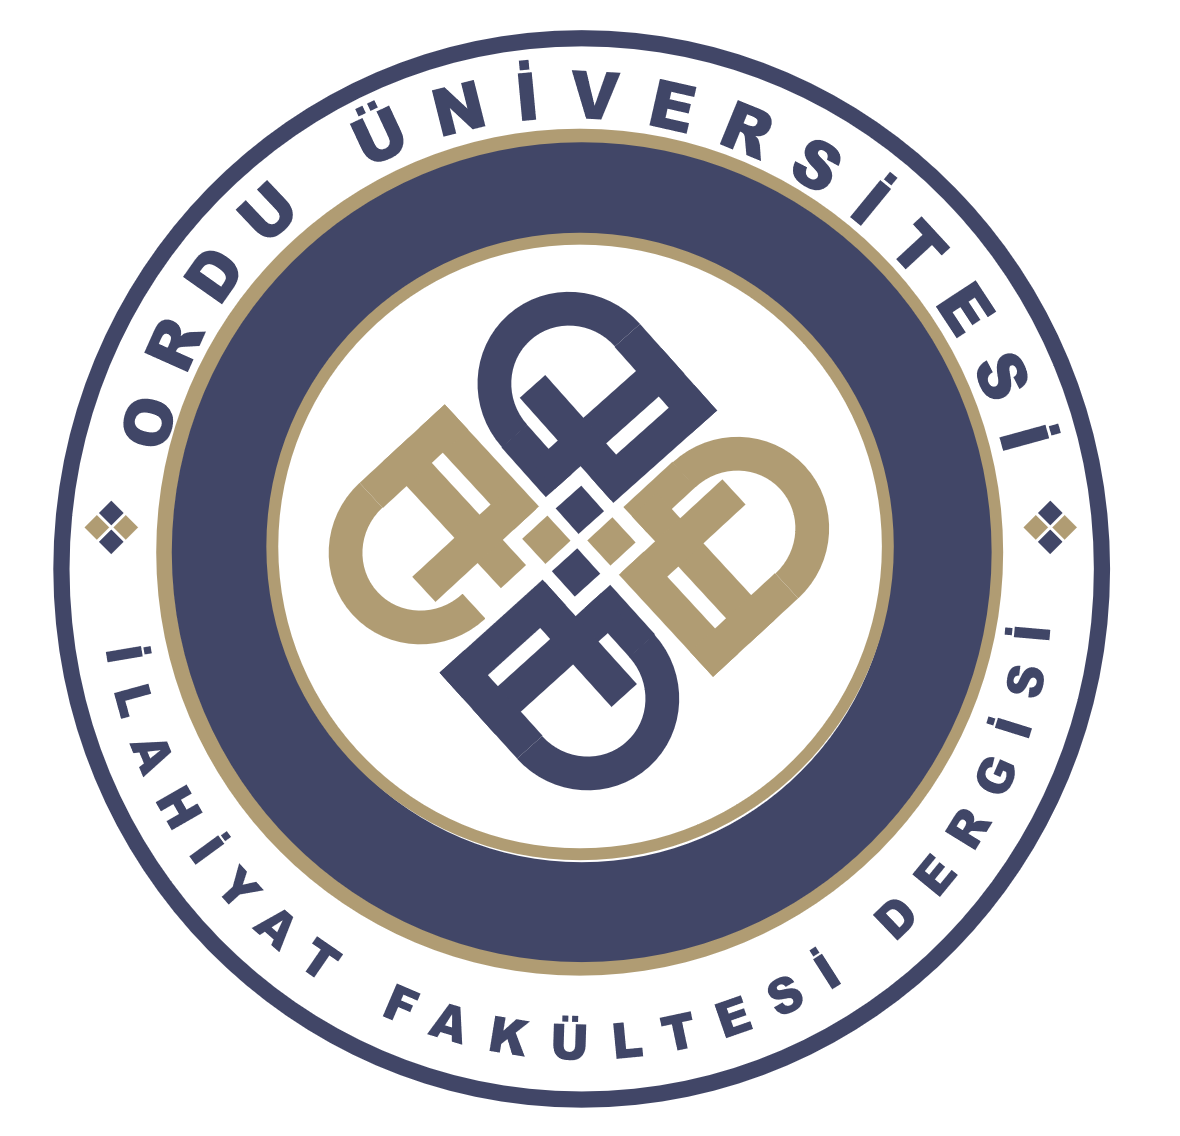 ORDU ÜNİVERSİTESİ
İLAHİYAT FAKÜLTESİ DERGİSİ